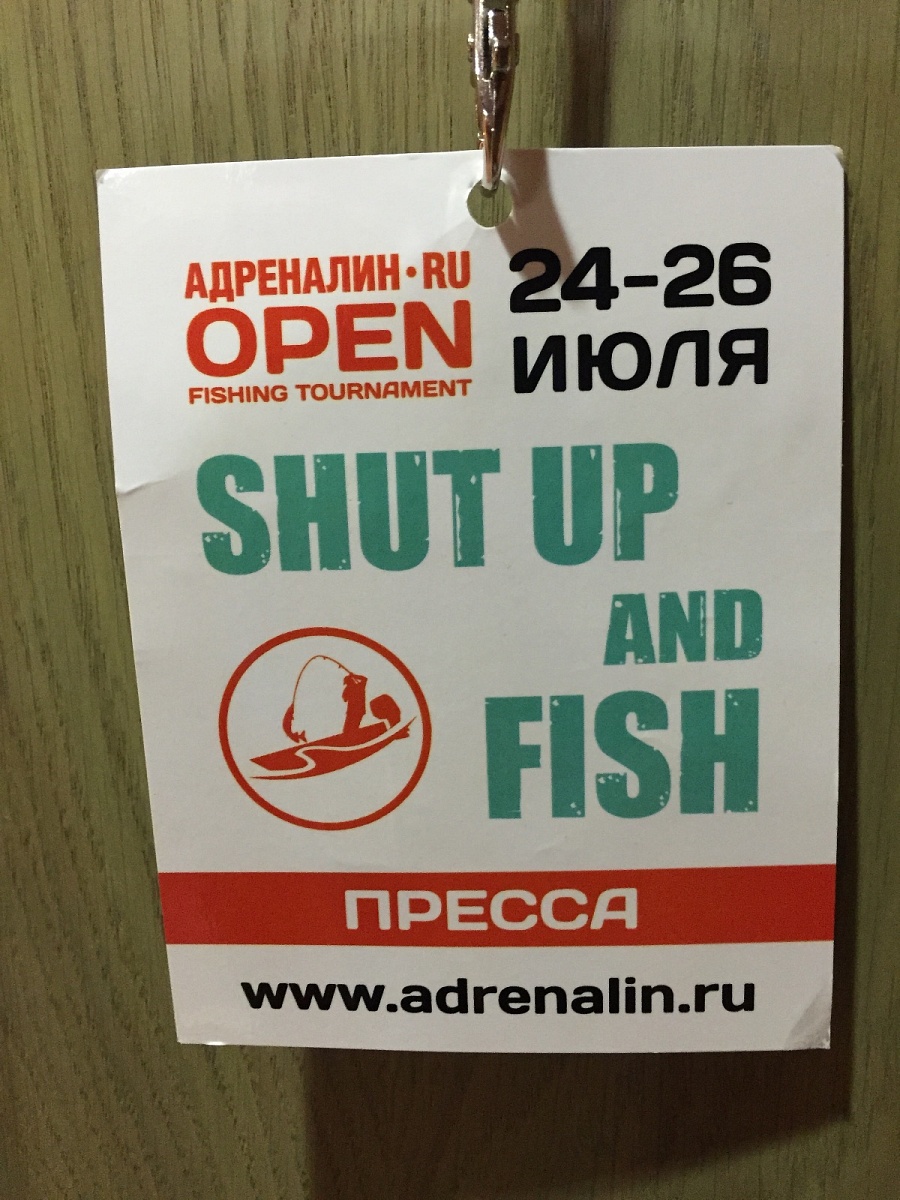 АДРЕНАЛИН•RU
OPEN
FISHING TOURNAMENT
24-26
ИЮЛЯ
SHUT UP
AND
FISH
ПРЕССА
www.adrenalin.ru